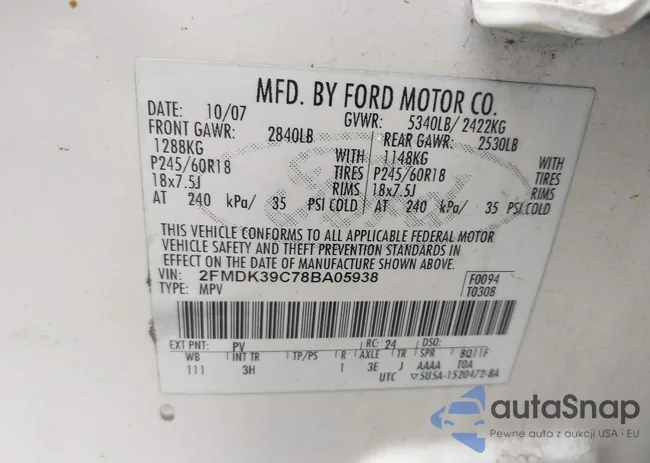 MFD. BY FORD MOTOR CO.
DATE: 10/07 GVWR: 5340LB/ 2422KG
FRONT GAWR: 2840LB REAR GAWR: 2530LB
1288KG WITH 1148KG WITH
P245/60R18 TIRES P245/60R18 TIRES
18x7.5J RIMS 18x7.5J RIMS
AT 240 kPa/ 35 PSI COLD AT 240 kPa/ 35 PSI COLD
THIS VEHICLE CONFORMS TO ALL APPLICABLE FEDERAL MOTOR
VEHICLE SAFETY AND THEFT PREVENTION STANDARDS IN
EFFECT ON THE DATE OF MANUFACTURE SHOWN ABOVE.
VIN: 2FMDK39C78BA05938 F0094
TYPE: MPV T0308
EXT PNT: PV RC: 24 DSO:
WB INT TR TP/PS R AXLE TR SPR 8Q11F
111 3H 1 3E J AAAA T0A
UTC 5U5A-1520472-BA
autaSnap
Pewne auta z aukcji USA i EU